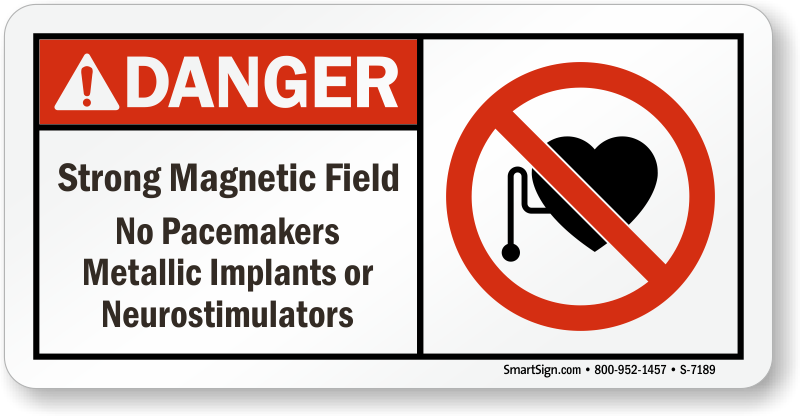 DANGER
Strong Magnetic Field
No Pacemakers
Metallic Implants or
Neurostimulators
SmartSign.com • 800-952-1457 • S-7189